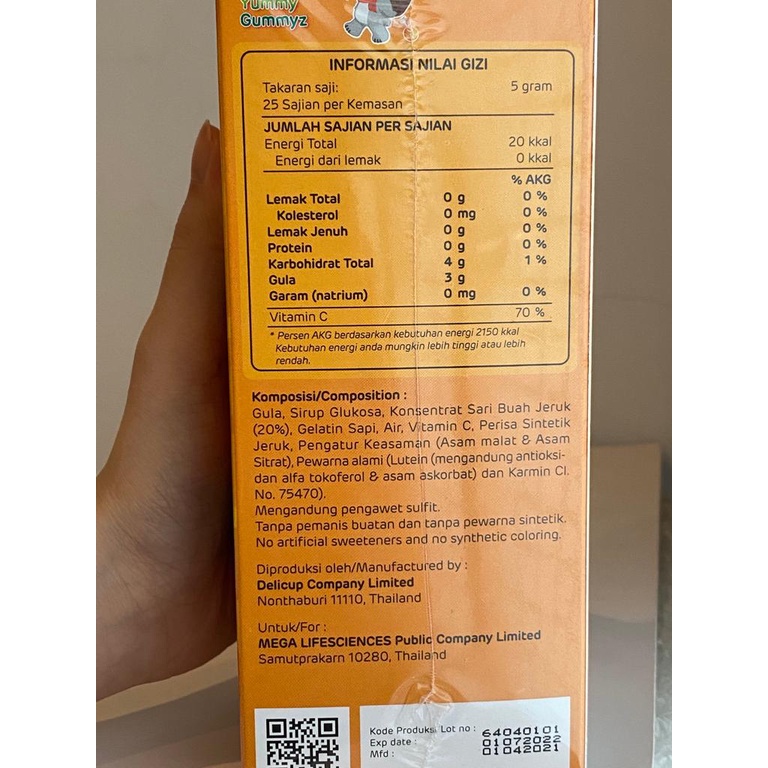 Yummy
Gummyz
INFORMASI NILAI GIZI
Takaran saji: 5 gram
25 Sajian per Kemasan
JUMLAH SAJIAN PER SAJIAN
Energi Total 20 kkal
Energi dari lemak 0 kkal
% AKG
Lemak Total 0 g 0 %
Kolesterol 0 mg 0 %
Lemak Jenuh 0 g 0 %
Protein 0 g 0 %
Karbohidrat Total 4 g 1 %
Gula 3 g
Garam (natrium) 0 mg 0 %
Vitamin C 70 %
* Persen AKG berdasarkan kebutuhan energi 2150 kkal
Kebutuhan energi anda mungkin lebih tinggi atau lebih
rendah.
Komposisi/Composition :
Gula, Sirup Glukosa, Konsentrat Sari Buah Jeruk
(20%), Gelatin Sapi, Air, Vitamin C, Perisa Sintetik
Jeruk, Pengatur Keasaman (Asam malat & Asam
Sitrat), Pewarna alami (Lutein (mengandung antioksi-
dan alfa tokoferol & asam askorbat) dan Karmin CI.
No. 75470).
Mengandung pengawet sulfit.
Tanpa pemanis buatan dan tanpa pewarna sintetik.
No artificial sweeteners and no synthetic coloring.
Diproduksi oleh/Manufactured by :
Delicup Company Limited
Nonthaburi 11110, Thailand
Untuk/For :
MEGA LIFESCIENCES Public Company Limited
Samutprakarn 10280, Thailand
Kode Produksi Lot no : 64040101
Exp date : 01072022
Mfd : 01042021